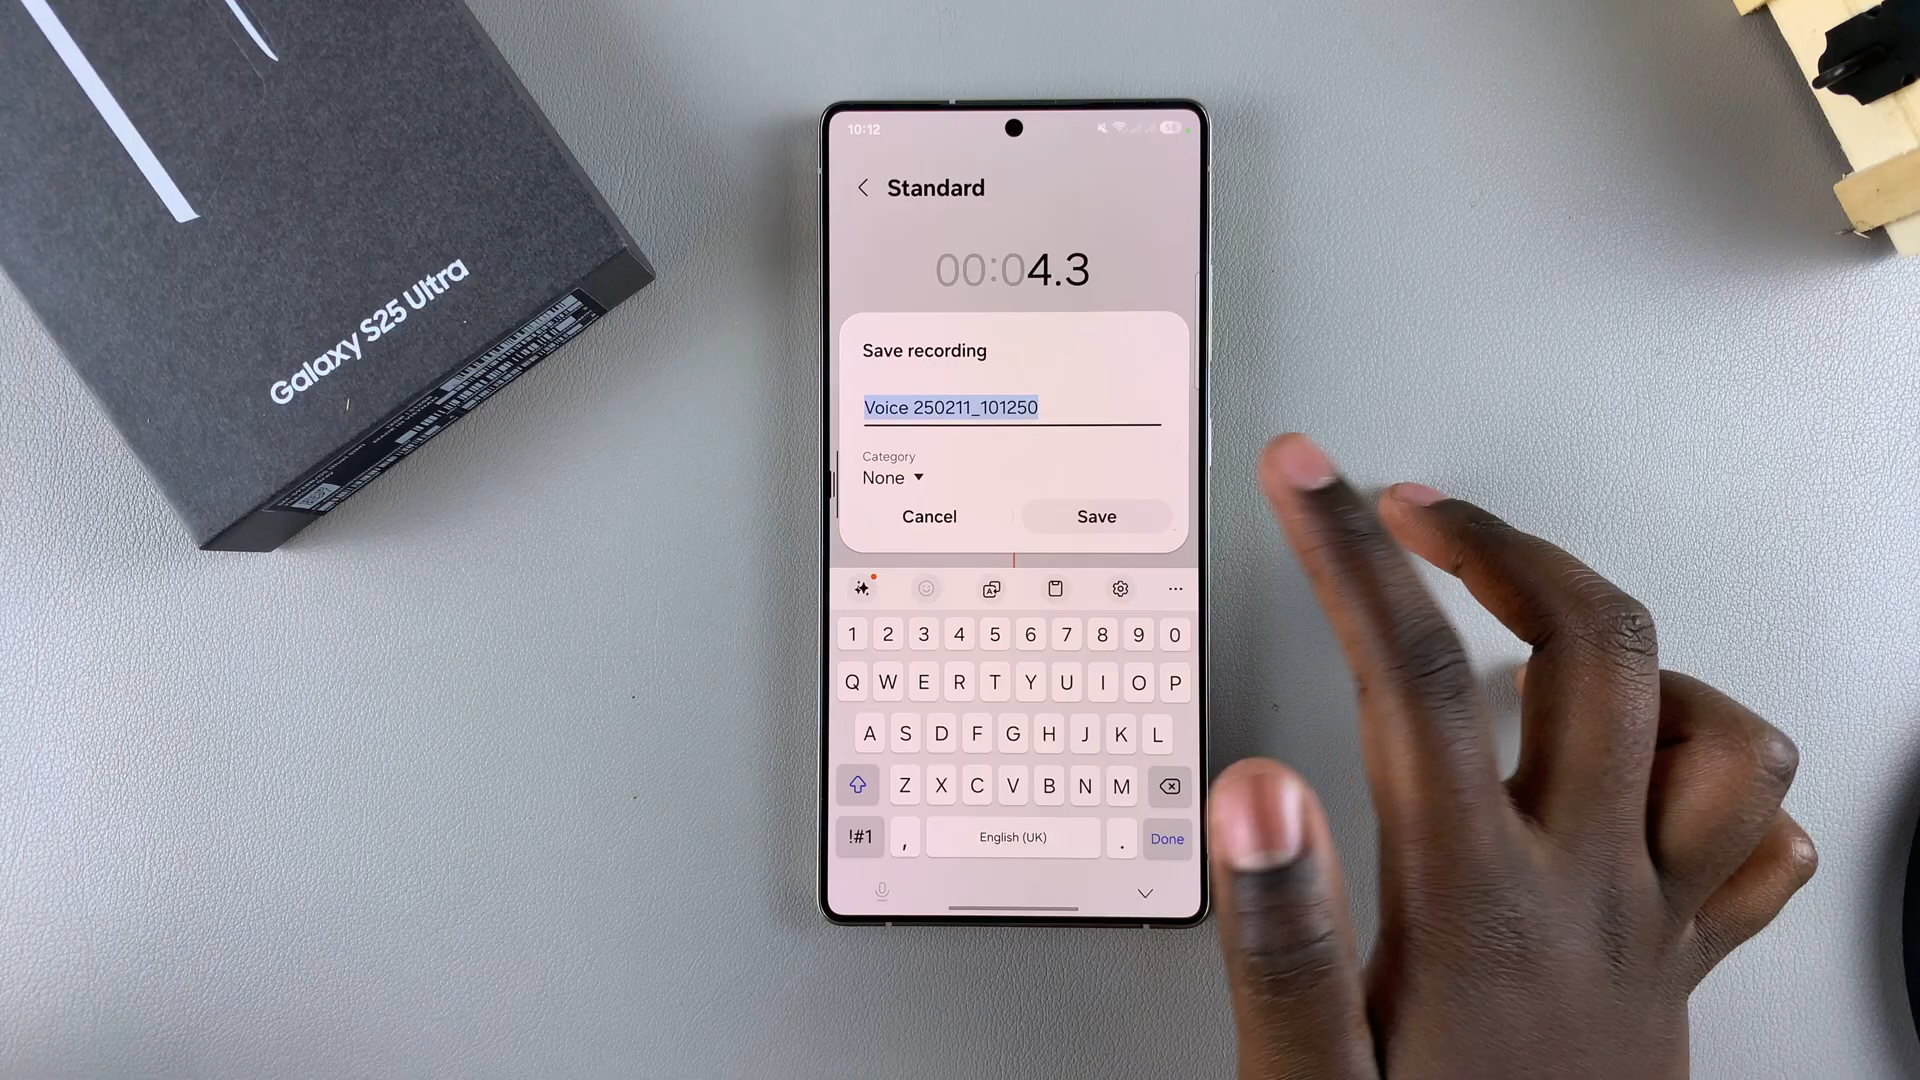 Galaxy S25 Ultra
10:12
58
Standard
00:04.3
Save recording
Voice 250211_101250
Category
None
Cancel
Save
1 2 3 4 5 6 7 8 9 0
Q W E R T Y U I O P
A S D F G H J K L
Z X C V B N M
!#1 , English (UK) . Done